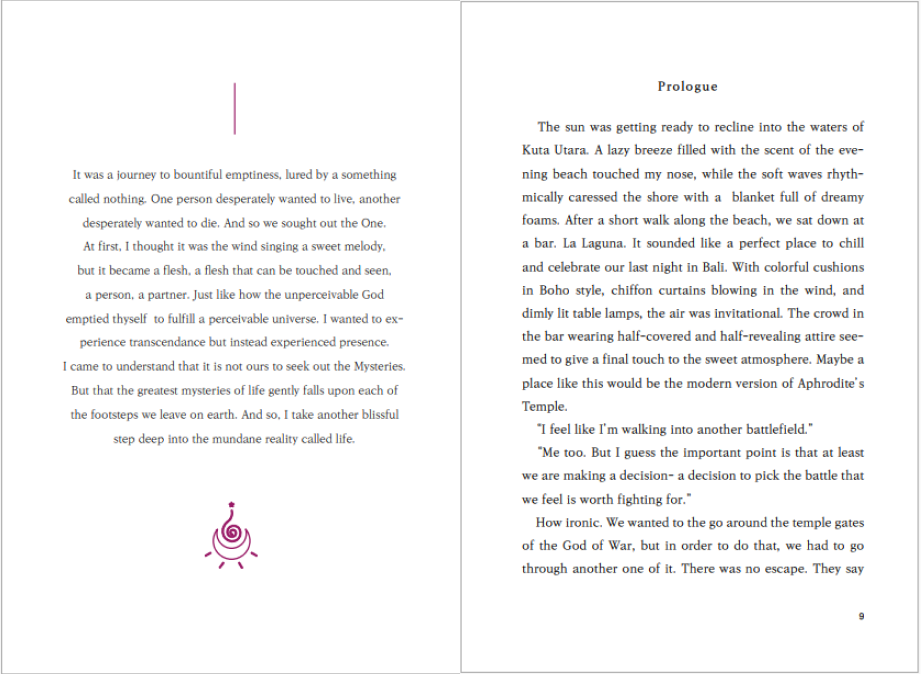 It was a journey to bountiful emptiness, lured by a something
called nothing. One person desperately wanted to live, another
desperately wanted to die. And so we sought out the One.
At first, I thought it was the wind singing a sweet melody,
but it became a flesh, a flesh that can be touched and seen,
a person, a partner. Just like how the unperceivable God
emptied thyself to fulfill a perceivable universe. I wanted to ex-
perience transcendance but instead experienced presence.
I came to understand that it is not ours to seek out the Mysteries.
But that the greatest mysteries of life gently falls upon each of
the footsteps we leave on earth. And so, I take another blissful
step deep into the mundane reality called life.
Prologue
The sun was getting ready to recline into the waters of
Kuta Utara. A lazy breeze filled with the scent of the eve-
ning beach touched my nose, while the soft waves rhyth-
mically caressed the shore with a blanket full of dreamy
foams. After a short walk along the beach, we sat down at
a bar. La Laguna. It sounded like a perfect place to chill
and celebrate our last night in Bali. With colorful cushions
in Boho style, chiffon curtains blowing in the wind, and
dimly lit table lamps, the air was invitational. The crowd in
the bar wearing half-covered and half-revealing attire see-
med to give a final touch to the sweet atmosphere. Maybe a
place like this would be the modern version of Aphrodite's
Temple.
"I feel like I'm walking into another battlefield."
"Me too. But I guess the important point is that at least
we are making a decision- a decision to pick the battle that
we feel is worth fighting for."
How ironic. We wanted to the go around the temple gates
of the God of War, but in order to do that, we had to go
through another one of it. There was no escape. They say
9